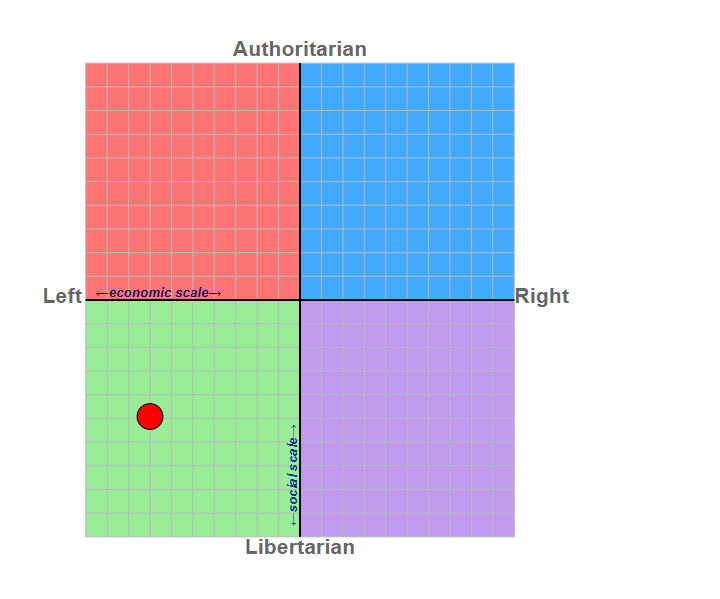 Authoritarian
Left
←economic scale→
Right
←social scale→
Libertarian